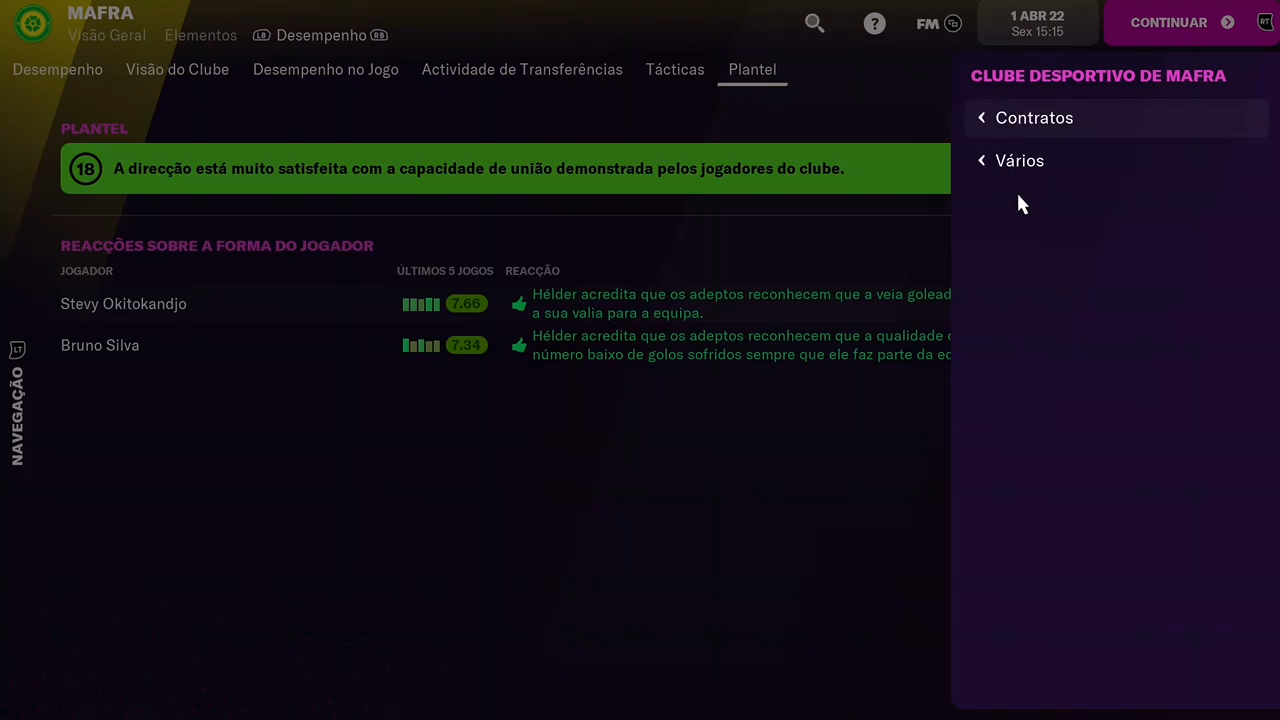 MAFRA
Visão Geral Elementos LB Desempenho RB
FM
1 ABR 22
Sex 15:15
CONTINUAR RT
Desempenho Visão do Clube Desempenho no Jogo Actividade de Transferências Tácticas Plantel
CLUBE DESPORTIVO DE MAFRA
Contratos
Vários
PLANTEL
18 A direcção está muito satisfeita com a capacidade de união demonstrada pelos jogadores do clube.
REACÇÕES SOBRE A FORMA DO JOGADOR
JOGADOR ÚLTIMOS 5 JOGOS REACÇÃO
Stevy Okitokandjo 7.66 Hélder acredita que os adeptos reconhecem que a veia golead
a sua valia para a equipa.
Bruno Silva 7.34 Hélder acredita que os adeptos reconhecem que a qualidade
número baixo de golos sofridos sempre que ele faz parte da
LT
NAVEGAÇÃO